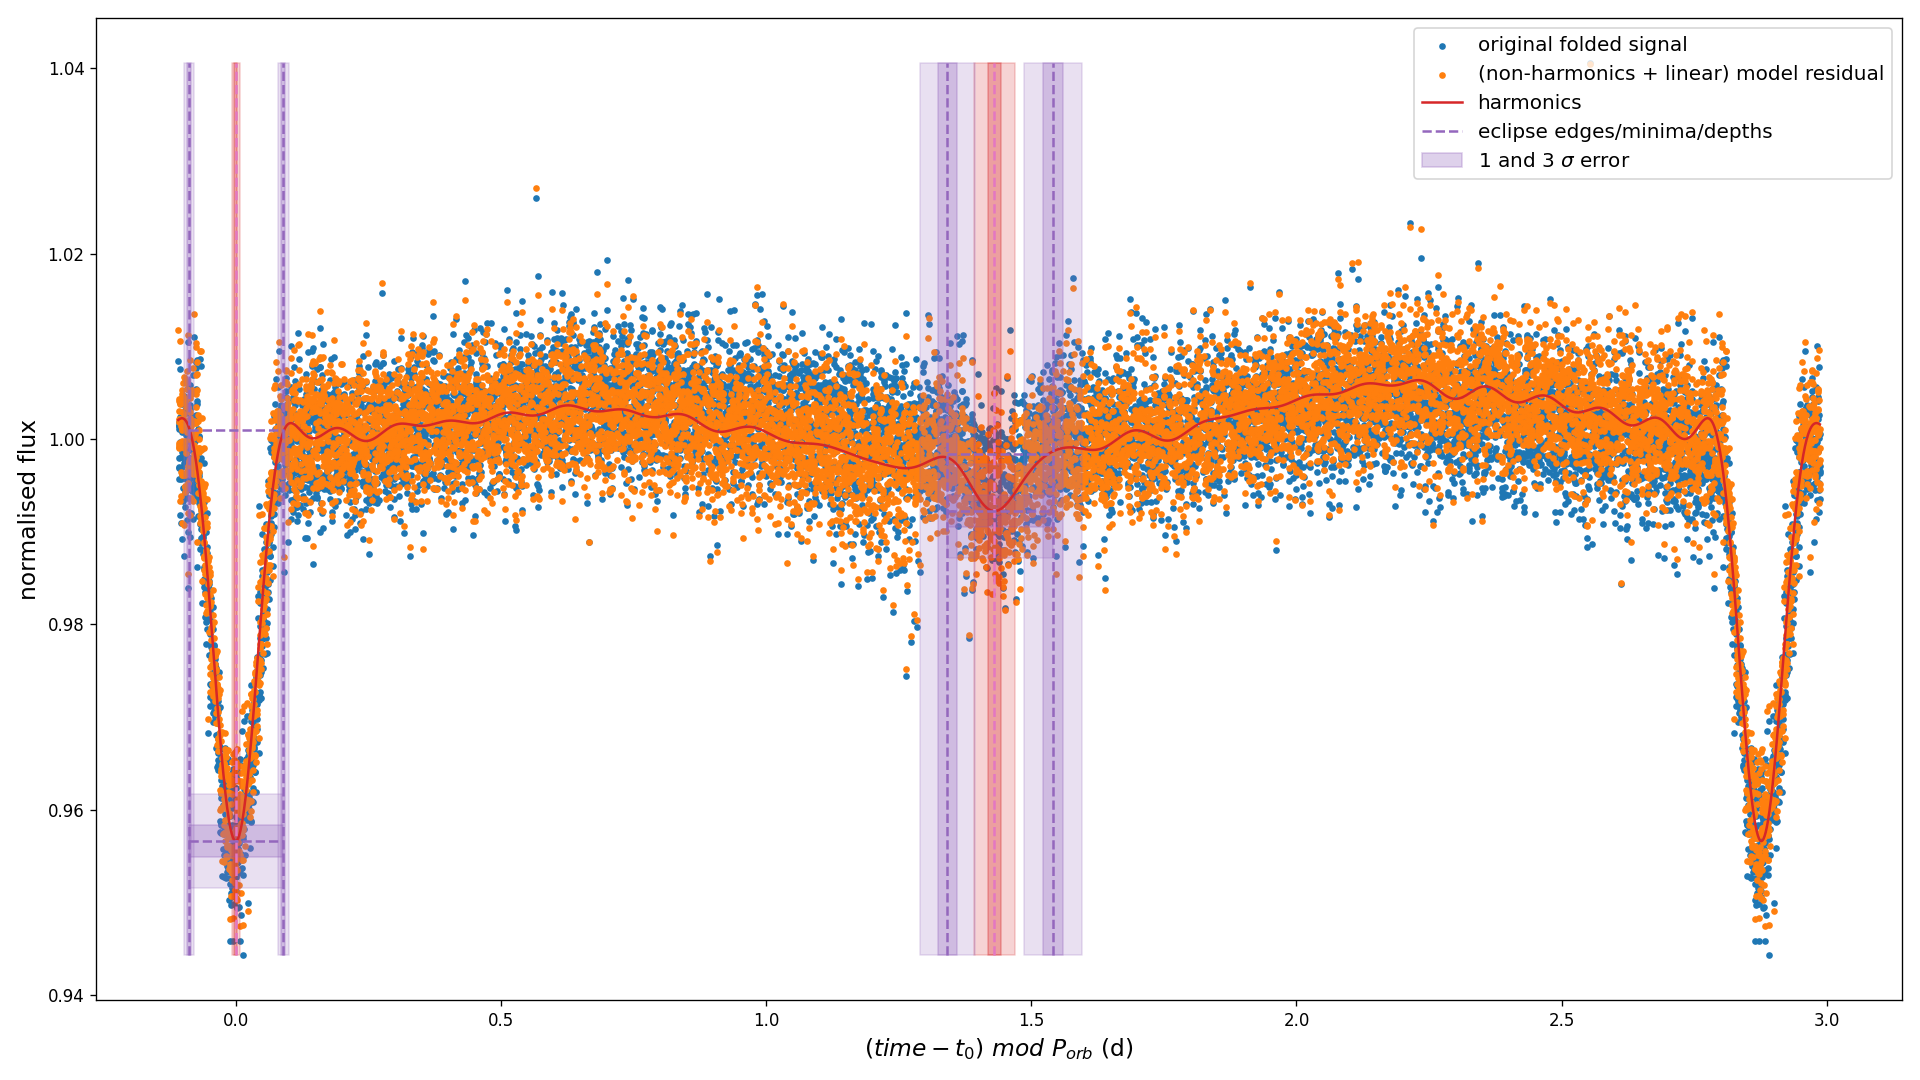 original folded signal
(non-harmonics + linear) model residual
harmonics
eclipse edges/minima/depths
1 and 3 σ error
normalised flux
1.04
1.02
1.00
0.98
0.96
0.94
0.0 0.5 1.0 1.5 2.0 2.5 3.0
(time − t₀) mod Pₒᵣb (d)